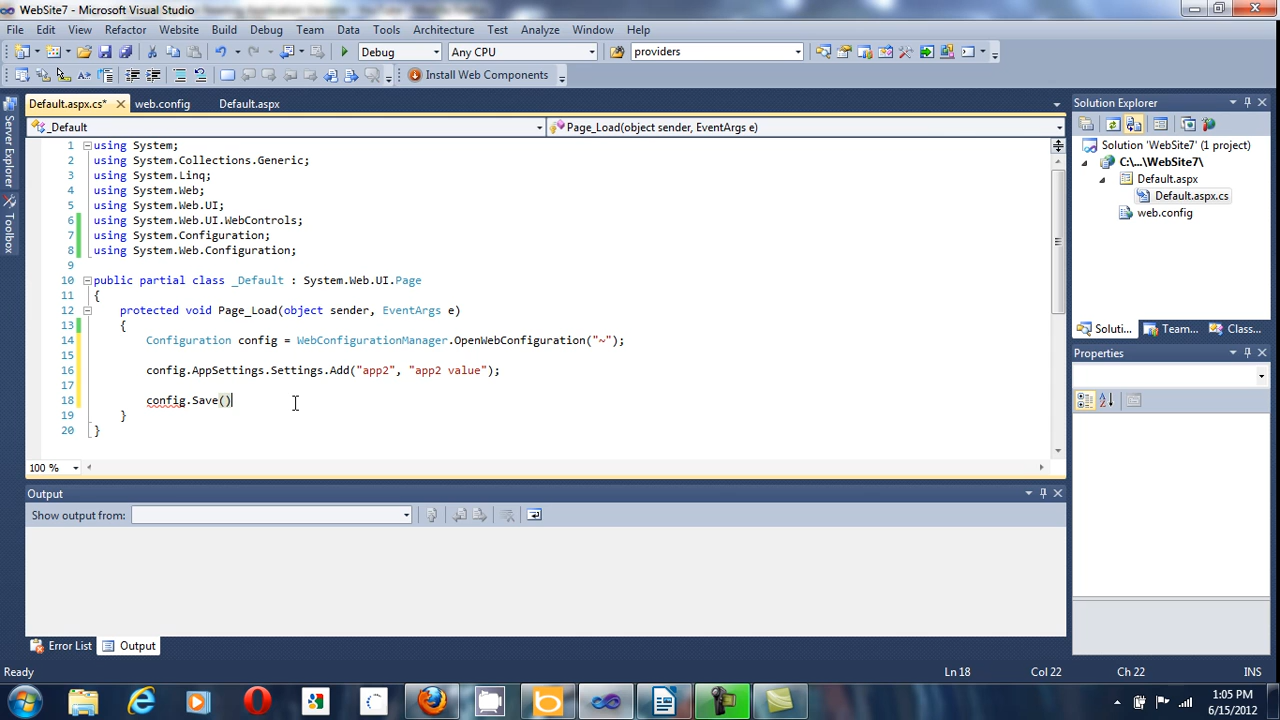 WebSite7 - Microsoft Visual Studio
File Edit View Refactor Website Build Debug Team Data Tools Architecture Test Analyze Window Help
Debug Any CPU providers
Install Web Components
Default.aspx.cs* web.config Default.aspx
_Default Page_Load(object sender, EventArgs e)
Server Explorer
Toolbox
1 using System;
2 using System.Collections.Generic;
3 using System.Linq;
4 using System.Web;
5 using System.Web.UI;
6 using System.Web.UI.WebControls;
7 using System.Configuration;
8 using System.Web.Configuration;
9
10 public partial class _Default : System.Web.UI.Page
11 {
12 protected void Page_Load(object sender, EventArgs e)
13 {
14 Configuration config = WebConfigurationManager.OpenWebConfiguration("~");
15
16 config.AppSettings.Settings.Add("app2", "app2 value");
17
18 config.Save()
19 }
20 }
100 %
Output
Show output from:
Error List Output
Solution Explorer
Solution 'WebSite7' (1 project)
C:\...\WebSite7\
Default.aspx
Default.aspx.cs
web.config
Soluti... Team... Class...
Properties
Ready Ln 18 Col 22 Ch 22 INS
1:05 PM
6/15/2012